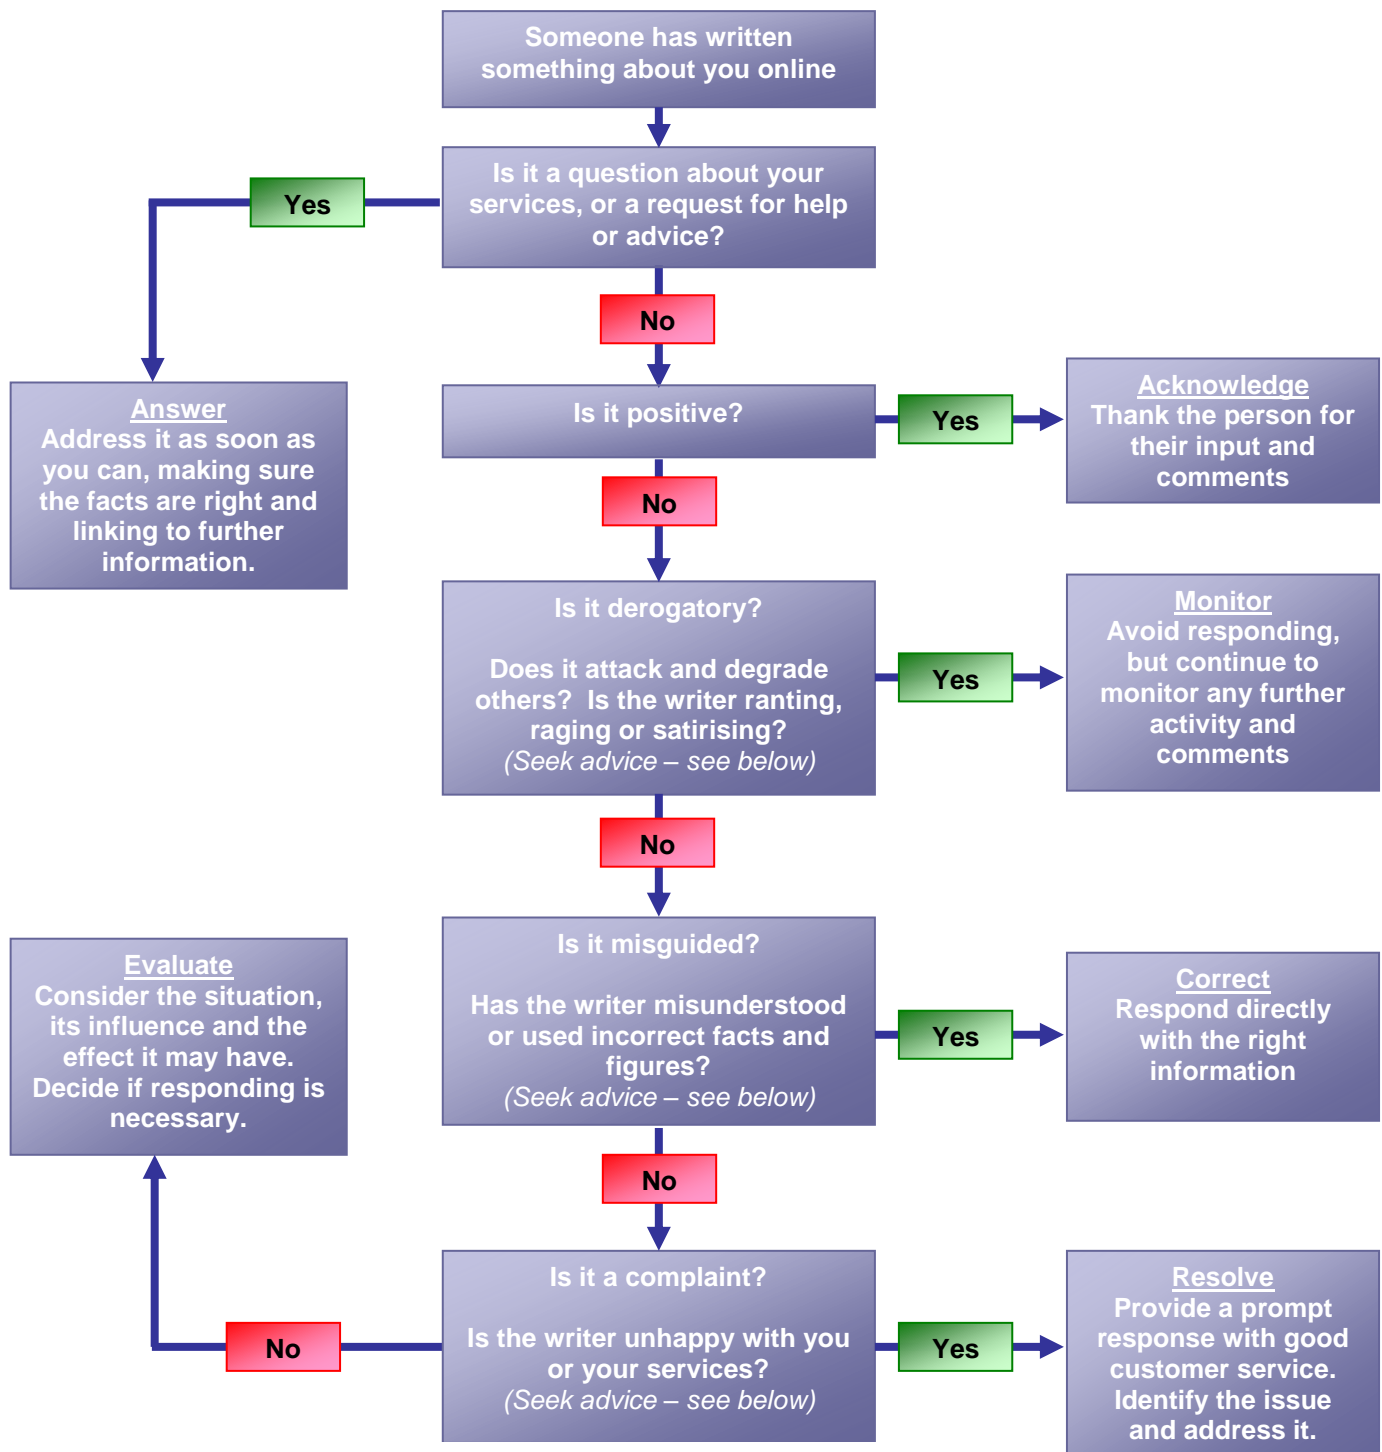 Someone has written
something about you online
Is it a question about your
services, or a request for help
or advice?
Yes
No
Answer
Address it as soon as
you can, making sure
the facts are right and
linking to further
information.
Is it positive?
Yes
Acknowledge
Thank the person for
their input and
comments
No
Is it derogatory?
Does it attack and degrade
others?  Is the writer ranting,
raging or satirising?
(Seek advice – see below)
Yes
Monitor
Avoid responding,
but continue to
monitor any further
activity and
comments
No
Is it misguided?
Has the writer misunderstood
or used incorrect facts and
figures?
(Seek advice – see below)
Yes
Correct
Respond directly
with the right
information
No
Evaluate
Consider the situation,
its influence and the
effect it may have.
Decide if responding is
necessary.
Is it a complaint?
Is the writer unhappy with you
or your services?
(Seek advice – see below)
No
Yes
Resolve
Provide a prompt
response with good
customer service.
Identify the issue
and address it.